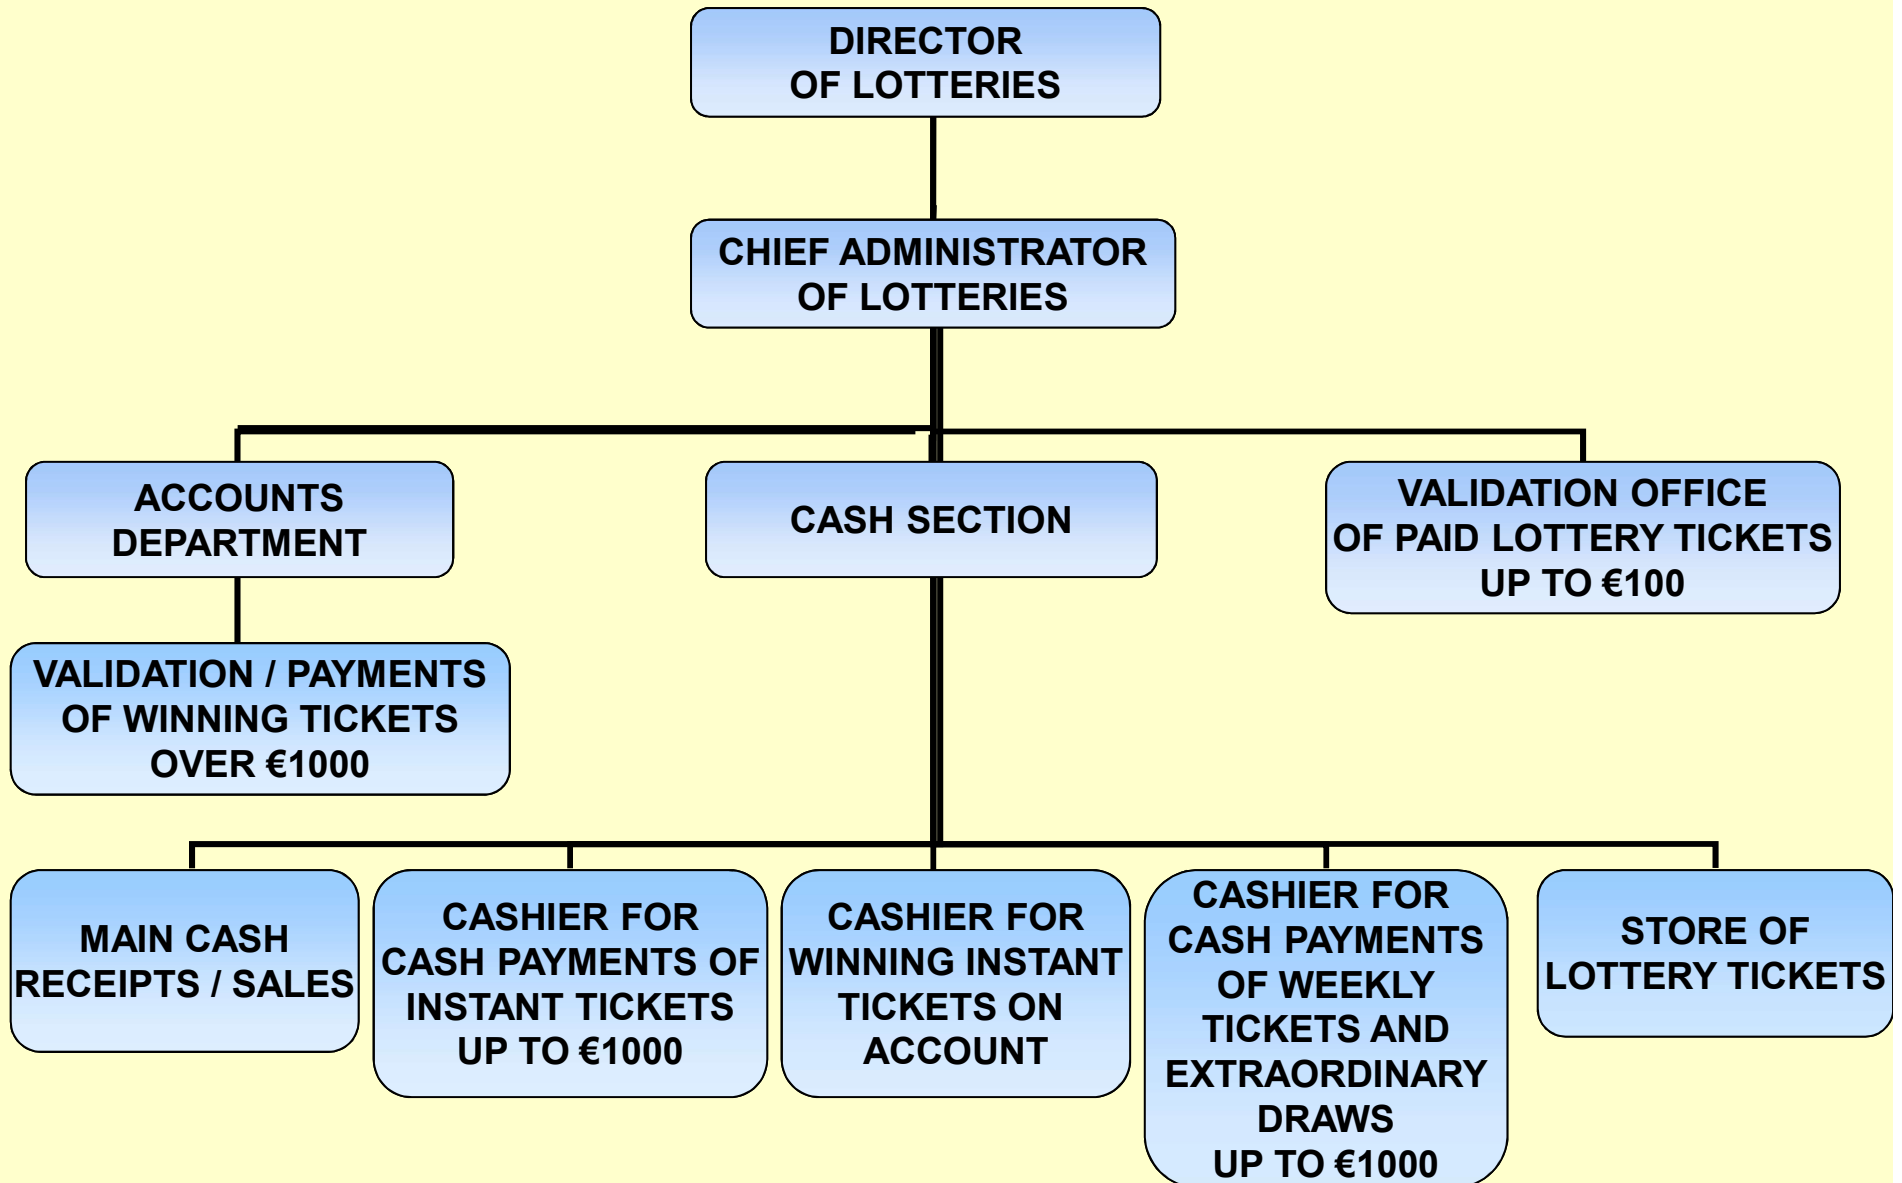 DIRECTOR
OF LOTTERIES
CHIEF ADMINISTRATOR
OF LOTTERIES
ACCOUNTS
DEPARTMENT
CASH SECTION
VALIDATION OFFICE
OF PAID LOTTERY TICKETS
UP TO €100
VALIDATION / PAYMENTS
OF WINNING TICKETS
OVER €1000
MAIN CASH
RECEIPTS / SALES
CASHIER FOR
CASH PAYMENTS OF
INSTANT TICKETS
UP TO €1000
CASHIER FOR
WINNING INSTANT
TICKETS ON
ACCOUNT
CASHIER FOR
CASH PAYMENTS
OF WEEKLY
TICKETS AND
EXTRAORDINARY
DRAWS
UP TO €1000
STORE OF
LOTTERY TICKETS